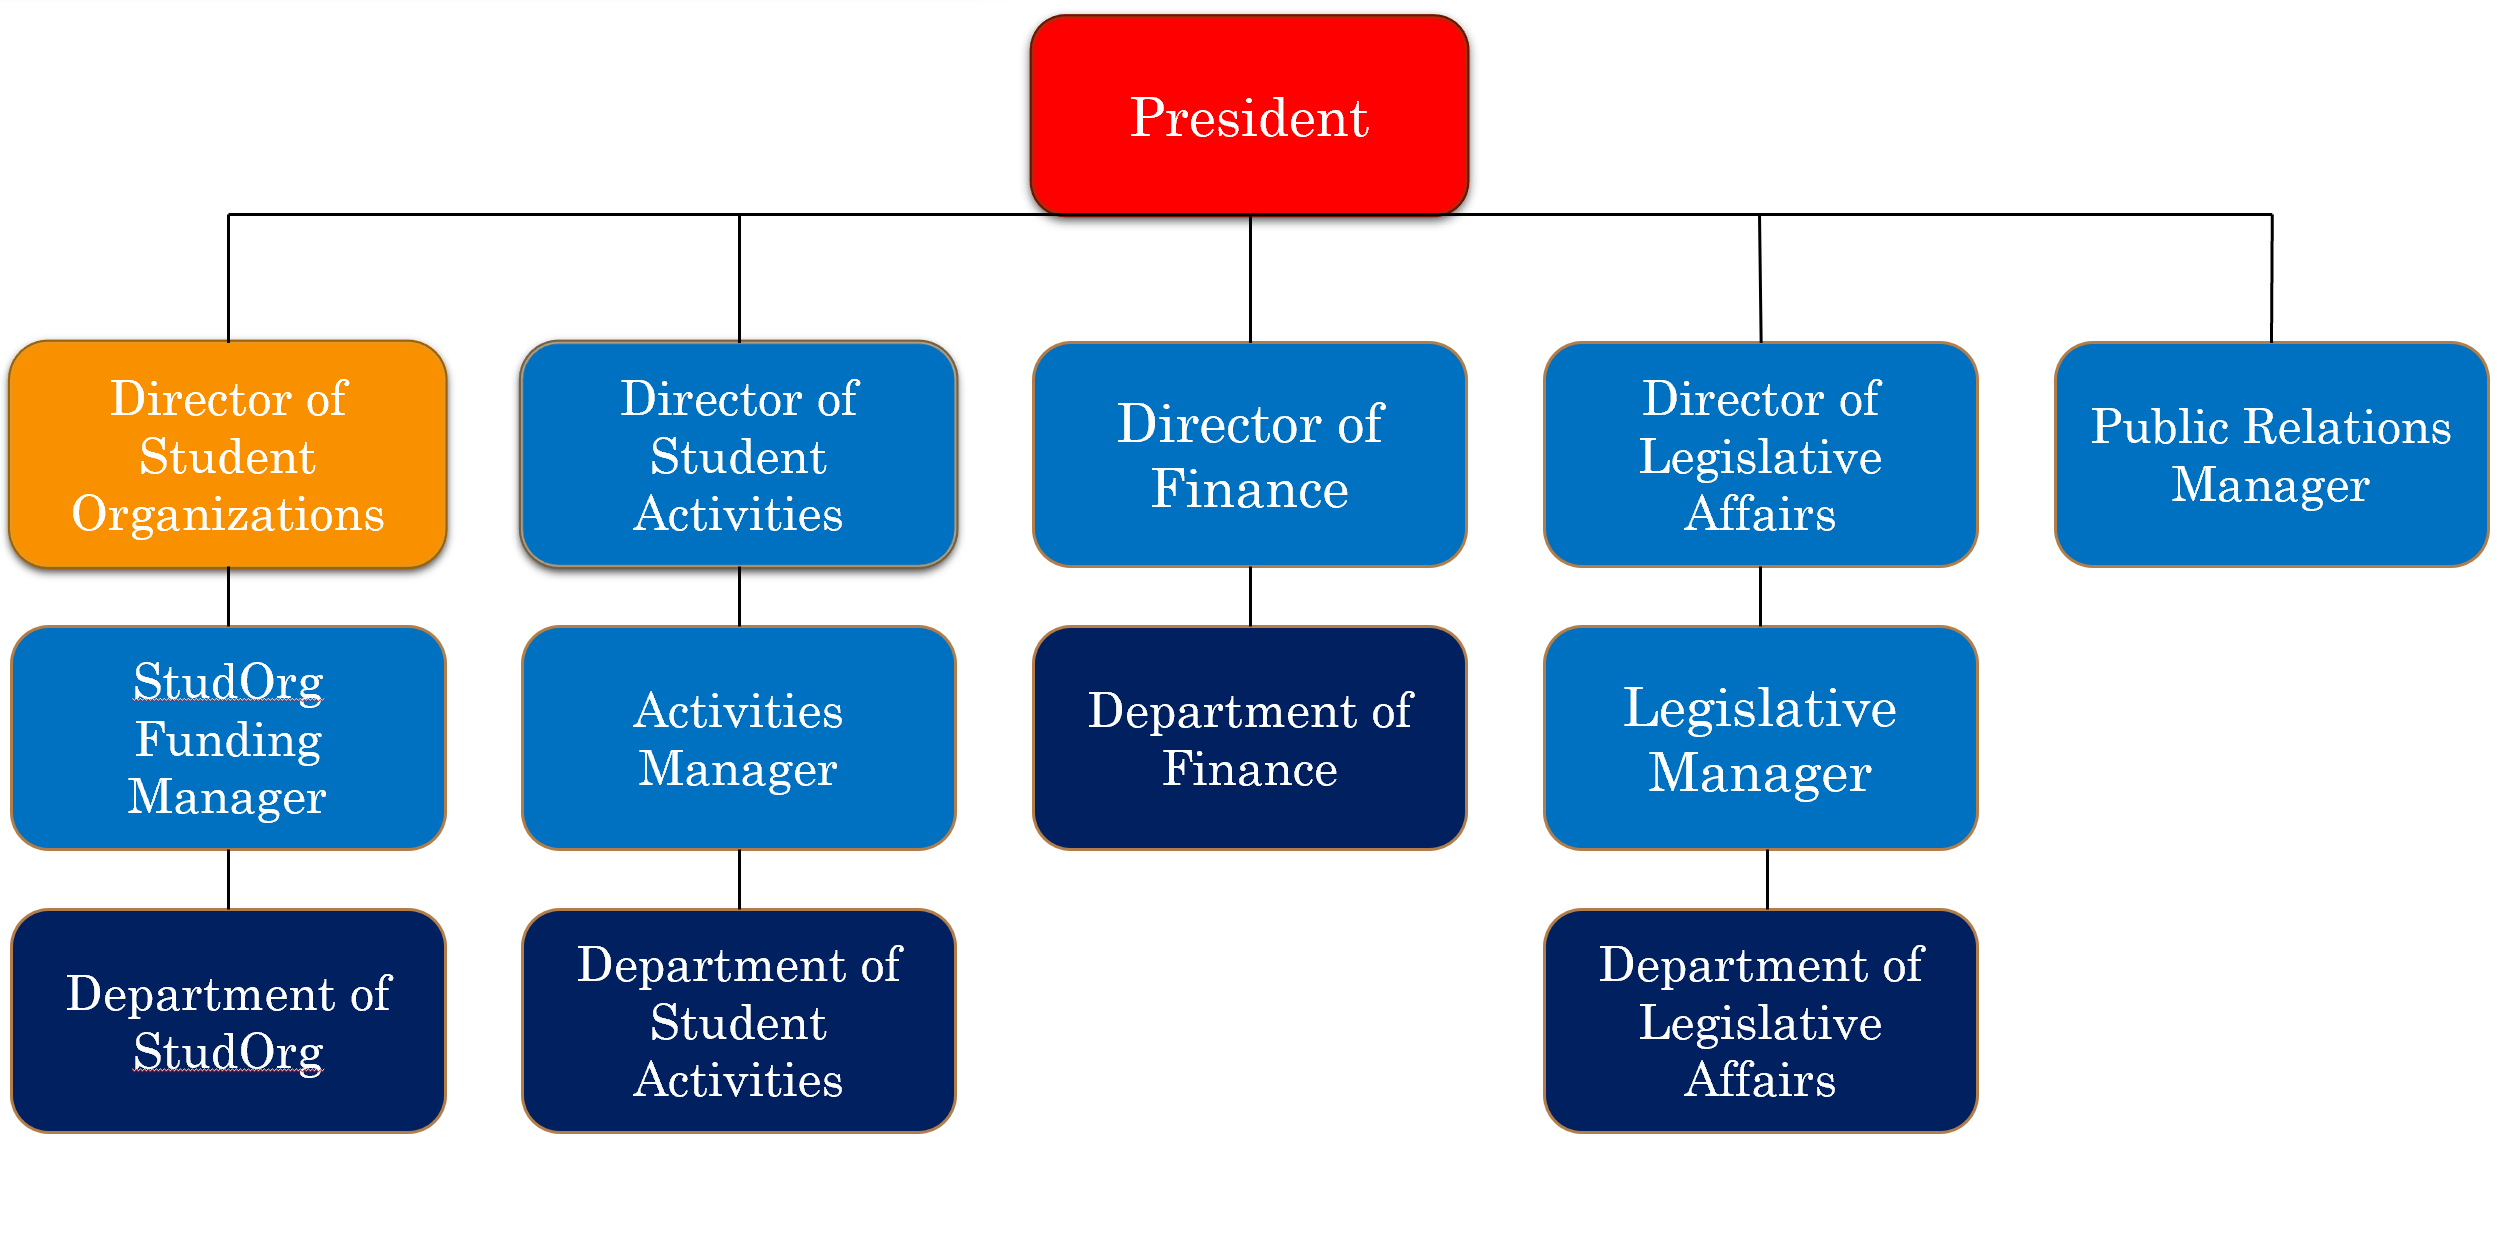 President
Director of
Student
Organizations
Director of
Student
Activities
Director of
Finance
Director of
Legislative
Affairs
Public Relations
Manager
StudOrg
Funding
Manager
Activities
Manager
Department of
Finance
Legislative
Manager
Department of
StudOrg
Department of
Student
Activities
Department of
Legislative
Affairs